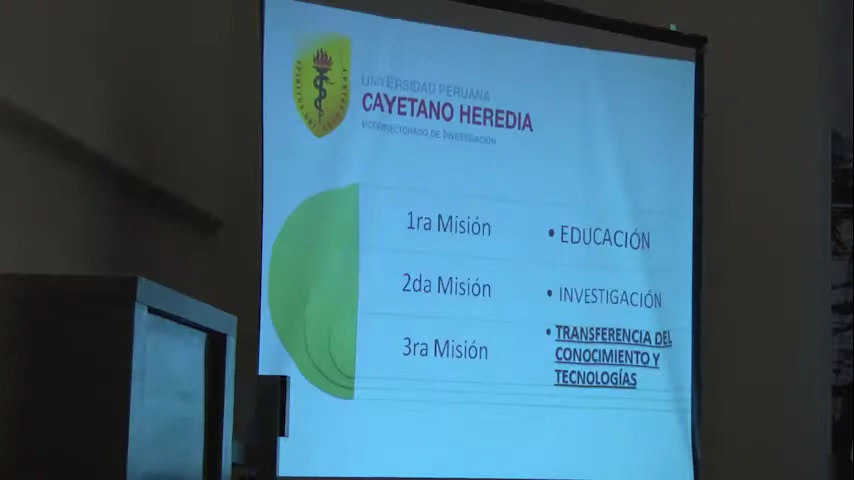 UNIVERSIDAD PERUANA
CAYETANO HEREDIA
VICERRECTORADO DE INVESTIGACIÓN
1ra Misión
• EDUCACIÓN
2da Misión
• INVESTIGACIÓN
3ra Misión
• TRANSFERENCIA DEL
CONOCIMIENTO Y
TECNOLOGÍAS